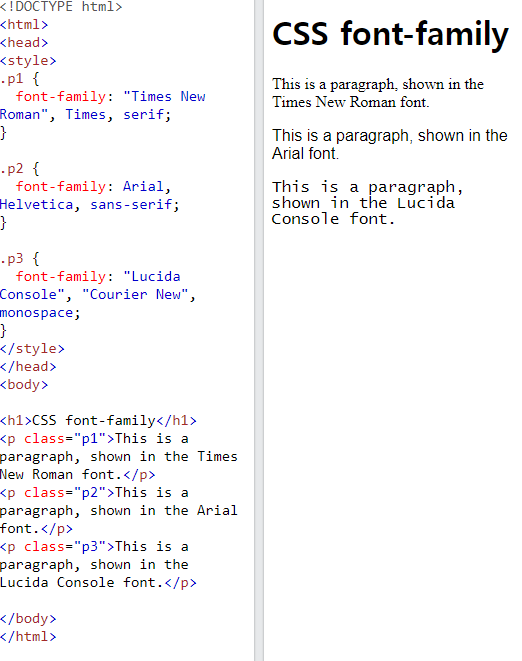 <!DOCTYPE html>
<html>
<head>
<style>
.p1 {
  font-family: "Times New
Roman", Times, serif;
}

.p2 {
  font-family: Arial,
Helvetica, sans-serif;
}

.p3 {
  font-family: "Lucida
Console", "Courier New",
monospace;
}
</style>
</head>
<body>

<h1>CSS font-family</h1>
<p class="p1">This is a
paragraph, shown in the Times
New Roman font.</p>
<p class="p2">This is a
paragraph, shown in the Arial
font.</p>
<p class="p3">This is a
paragraph, shown in the
Lucida Console font.</p>

</body>
</html>
CSS font-family
This is a paragraph, shown in the
Times New Roman font.
This is a paragraph, shown in the
Arial font.
This is a paragraph,
shown in the Lucida
Console font.